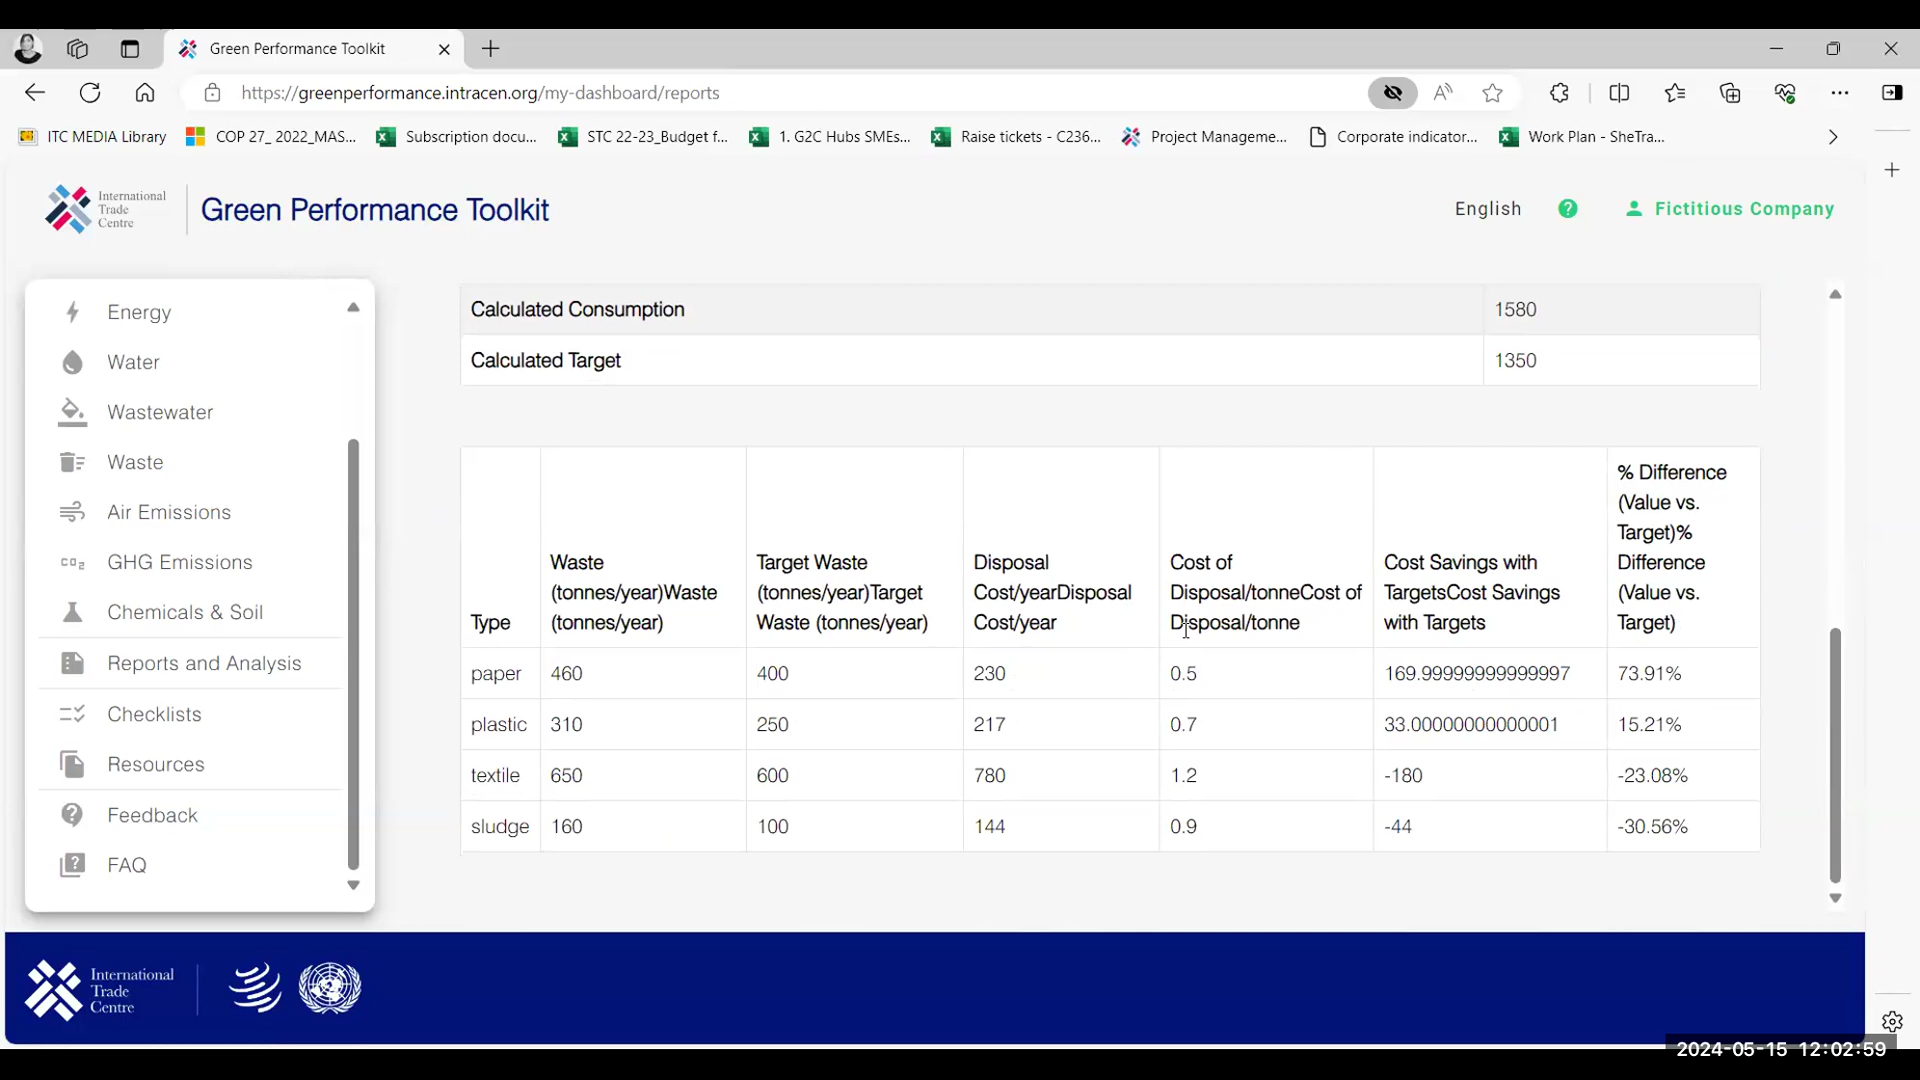 Green Performance Toolkit
https://greenperformance.intracen.org/my-dashboard/reports
ITC MEDIA Library
COP 27_ 2022_MAS...
Subscription docu...
STC 22-23_Budget f...
1. G2C Hubs SMEs...
Raise tickets - C236...
Project Manageme...
Corporate indicator...
Work Plan - SheTra...
International
Trade
Centre
Green Performance Toolkit
English
?
Fictitious Company
Energy
Water
Wastewater
Waste
Air Emissions
CO2
GHG Emissions
Chemicals & Soil
Reports and Analysis
Checklists
Resources
Feedback
FAQ
Calculated Consumption 1580
Calculated Target 1350
Type
Waste
(tonnes/year)Waste
(tonnes/year)
Target Waste
(tonnes/year)Target
Waste (tonnes/year)
Disposal
Cost/yearDisposal
Cost/year
Cost of
Disposal/tonneCost of
Disposal/tonne
Cost Savings with
TargetsCost Savings
with Targets
% Difference
(Value vs.
Target)%
Difference
(Value vs.
Target)
paper 460 400 230 0.5 169.99999999999997 73.91%
plastic 310 250 217 0.7 33.00000000000001 15.21%
textile 650 600 780 1.2 -180 -23.08%
sludge 160 100 144 0.9 -44 -30.56%
International
Trade
Centre
2024-05-15 12:02:59